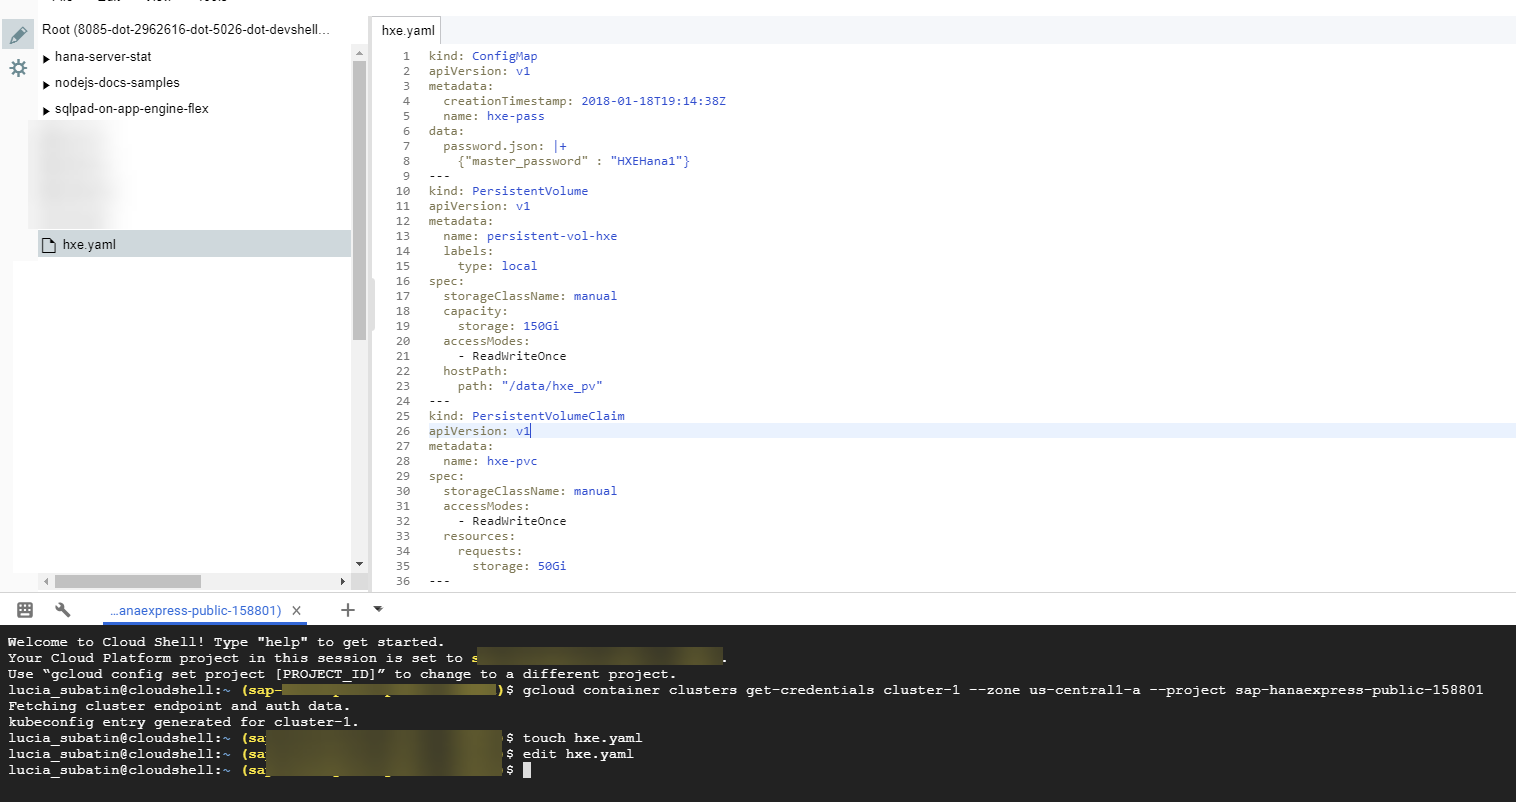 Root (8085-dot-2962616-dot-5026-dot-devshell...
hana-server-stat
nodejs-docs-samples
sqlpad-on-app-engine-flex
hxe.yaml
hxe.yaml
1 kind: ConfigMap
2 apiVersion: v1
3 metadata:
4   creationTimestamp: 2018-01-18T19:14:38Z
5   name: hxe-pass
6 data:
7   password.json: |+
8     {"master_password" : "HXEHana1"}
9 ---
10 kind: PersistentVolume
11 apiVersion: v1
12 metadata:
13   name: persistent-vol-hxe
14   labels:
15     type: local
16 spec:
17   storageClassName: manual
18   capacity:
19     storage: 150Gi
20   accessModes:
21     - ReadWriteOnce
22   hostPath:
23     path: "/data/hxe_pv"
24 ---
25 kind: PersistentVolumeClaim
26 apiVersion: v1
27 metadata:
28   name: hxe-pvc
29 spec:
30   storageClassName: manual
31   accessModes:
32     - ReadWriteOnce
33   resources:
34     requests:
35       storage: 50Gi
36 ---
...anaexpress-public-158801)
Welcome to Cloud Shell! Type "help" to get started.
Your Cloud Platform project in this session is set to s .
Use “gcloud config set project [PROJECT_ID]” to change to a different project.
lucia_subatin@cloudshell:~ (sap- )$ gcloud container clusters get-credentials cluster-1 --zone us-central1-a --project sap-hanaexpress-public-158801
Fetching cluster endpoint and auth data.
kubeconfig entry generated for cluster-1.
lucia_subatin@cloudshell:~ (sa $ touch hxe.yaml
lucia_subatin@cloudshell:~ (sa $ edit hxe.yaml
lucia_subatin@cloudshell:~ (sa $